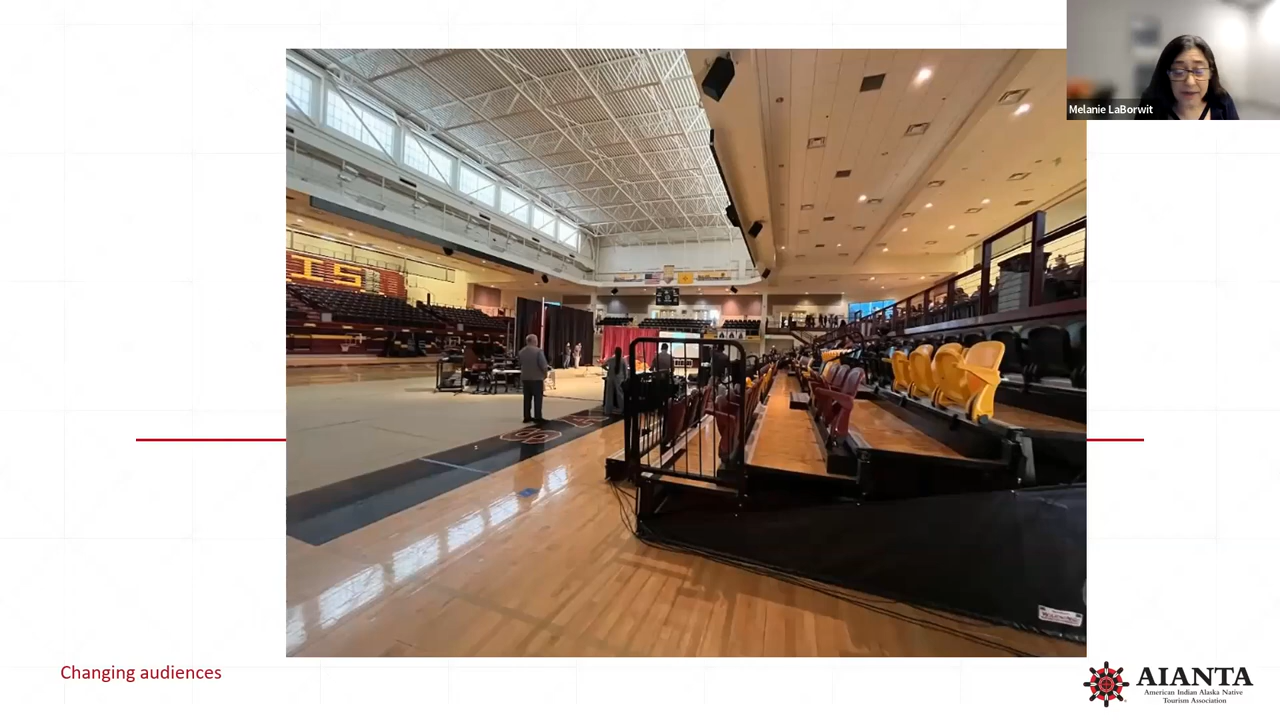 Melanie LaBorwit
Changing audiences
AIANTA
American Indian Alaska Native
Tourism Association